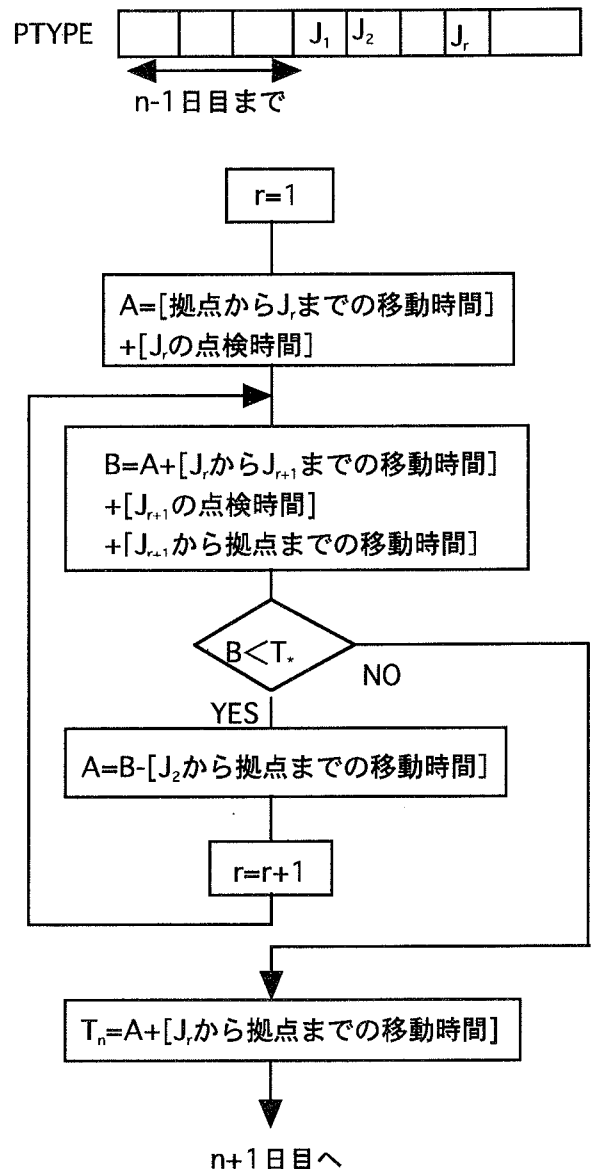 PTYPE J₁ J₂ Jᵣ
n-1日目まで
r=1
A=[拠点からJᵣまでの移動時間]
+[Jᵣの点検時間]
B=A+[JᵣからJᵣ₊₁までの移動時間]
+[Jᵣ₊₁の点検時間]
+[Jᵣ₊₁から拠点までの移動時間]
B<T*
NO
YES
A=B-[J₂から拠点までの移動時間]
r=r+1
Tₙ=A+[Jᵣから拠点までの移動時間]
n+1日目へ